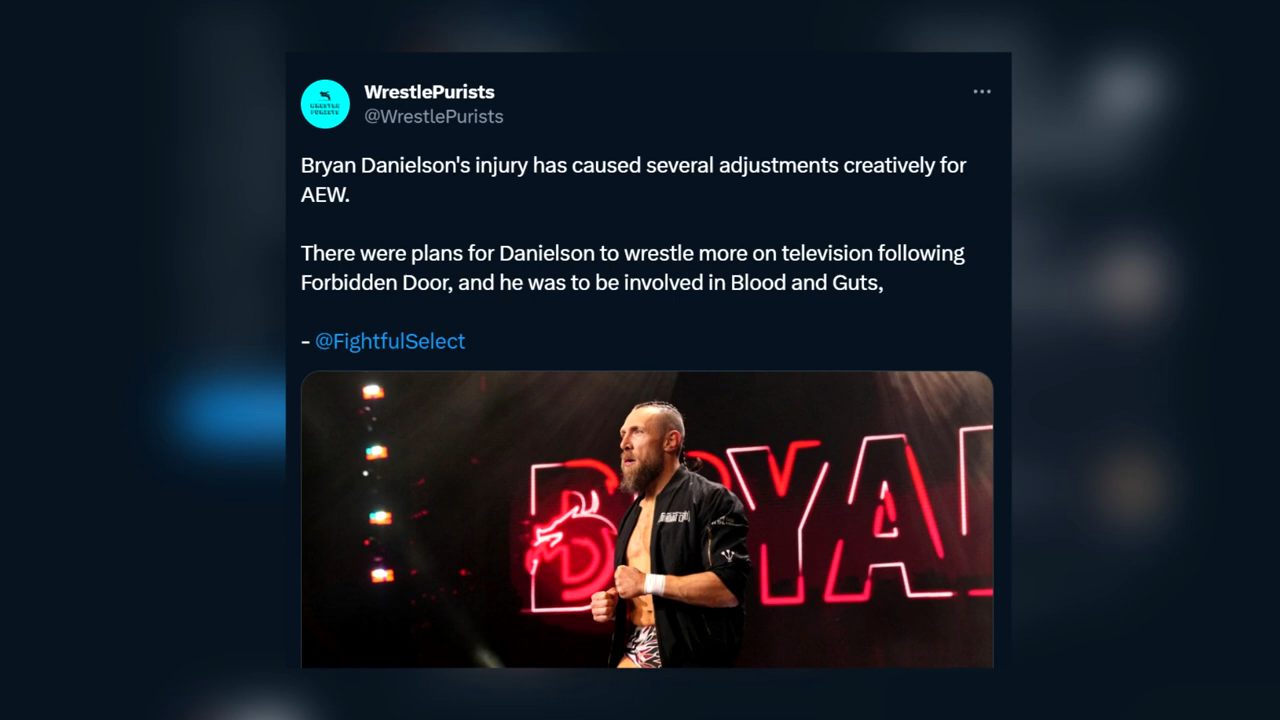 WrestlePurists
@WrestlePurists
Bryan Danielson's injury has caused several adjustments creatively for
AEW.
There were plans for Danielson to wrestle more on television following
Forbidden Door, and he was to be involved in Blood and Guts,
- @FightfulSelect
BRYAN